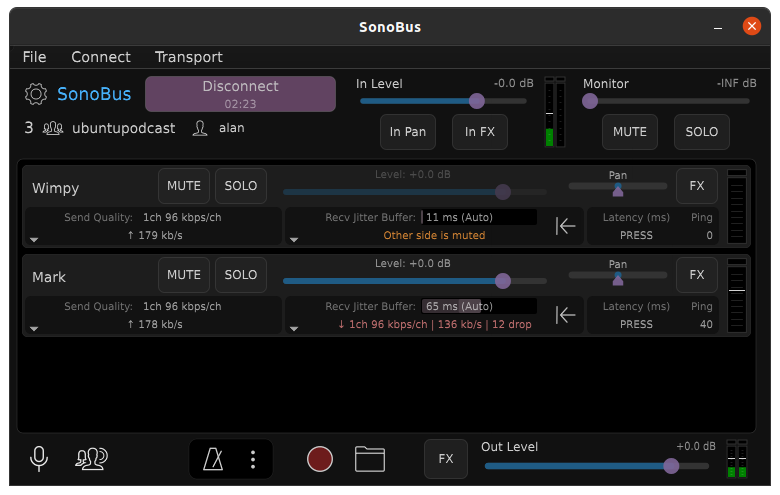 SonoBus
File Connect Transport
SonoBus
Disconnect
02:23
In Level -0.0 dB
Monitor -INF dB
3 ubuntupodcast alan
In Pan In FX MUTE SOLO
Wimpy MUTE SOLO Level: +0.0 dB Pan FX
Send Quality: 1ch 96 kbps/ch Recv Jitter Buffer: 11 ms (Auto) Latency (ms) Ping
↑ 179 kb/s Other side is muted PRESS 0
Mark MUTE SOLO Level: +0.0 dB Pan FX
Send Quality: 1ch 96 kbps/ch Recv Jitter Buffer: 65 ms (Auto) Latency (ms) Ping
↑ 178 kb/s ↓ 1ch 96 kbps/ch | 136 kb/s | 12 drop PRESS 40
FX Out Level +0.0 dB